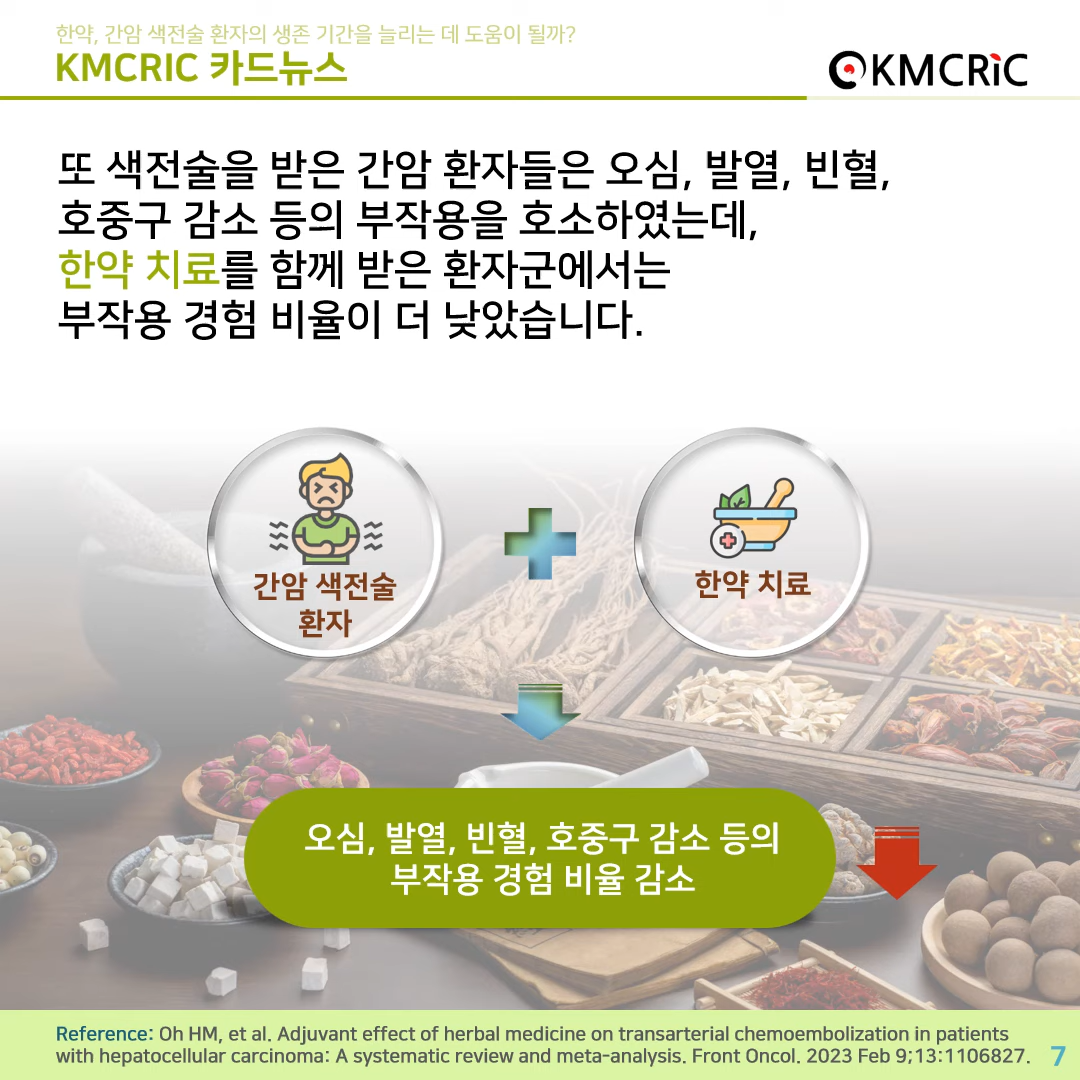 한약, 간암 색전술 환자의 생존 기간을 늘리는 데 도움이 될까?
KMCRIC 카드뉴스
KMCRiC
또 색전술을 받은 간암 환자들은 오심, 발열, 빈혈,
호중구 감소 등의 부작용을 호소하였는데,
한약 치료를 함께 받은 환자군에서는
부작용 경험 비율이 더 낮았습니다.
간암 색전술
환자
한약 치료
오심, 발열, 빈혈, 호중구 감소 등의
부작용 경험 비율 감소
Reference: Oh HM, et al. Adjuvant effect of herbal medicine on transarterial chemoembolization in patients
with hepatocellular carcinoma: A systematic review and meta-analysis. Front Oncol. 2023 Feb 9;13:1106827.
7